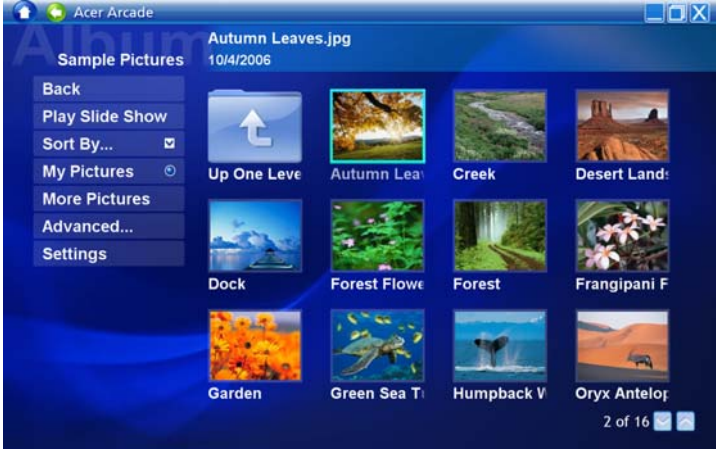 Acer Arcade
Album
Sample Pictures
Autumn Leaves.jpg
10/4/2006
Back
Play Slide Show
Sort By...
My Pictures
More Pictures
Advanced...
Settings
Up One Leve
Autumn Leav
Creek
Desert Lands
Dock
Forest Flowe
Forest
Frangipani F
Garden
Green Sea Tu
Humpback W
Oryx Antelop
2 of 16